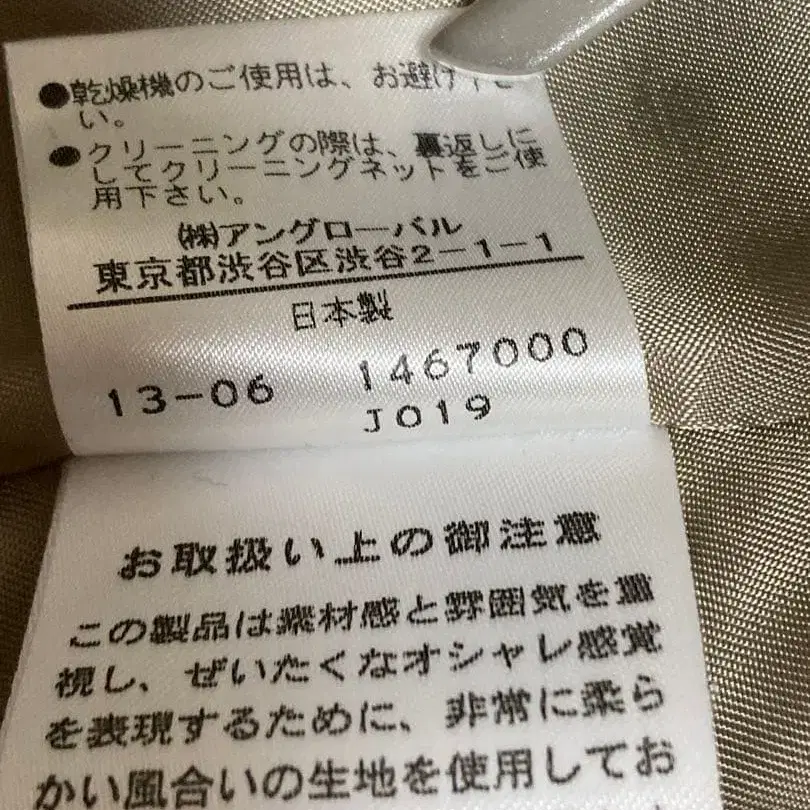 ●乾燥機のご使用は、お避け下さ
い。
●クリーニングの際は、裏返しに
してクリーニングネットをご使
用下さい。
㈱アングローバル
東京都渋谷区渋谷2-1-1
日本製
13-06 1467000
J019
お取扱い上の御注意
この製品は素材感と雰囲気を重
視し、ぜいたくなオシャレ感覚
を表現するために、非常に柔ら
かい風合いの生地を使用してお